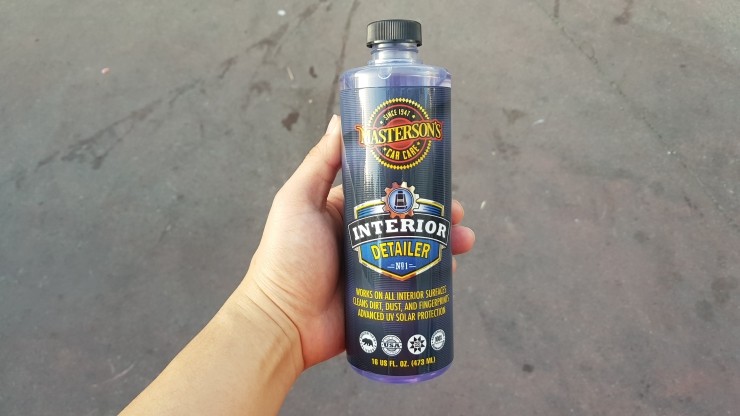 SINCE 1947
MASTERSON'S
CAR CARE
INTERIOR
DETAILER
Nº1
WORKS ON ALL INTERIOR SURFACES
CLEANS DIRT, DUST, AND FINGERPRINTS
ADVANCED UV SOLAR PROTECTION
USA
16 US FL. OZ. (473 ML)